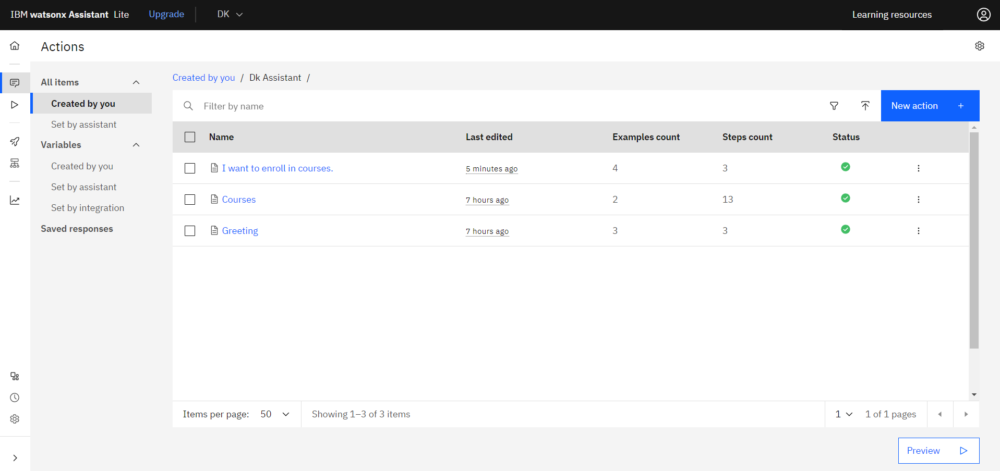 IBM watsonx Assistant Lite Upgrade DK Learning resources
Actions
All items
Created by you
Set by assistant
Variables
Created by you
Set by assistant
Set by integration
Saved responses
Created by you / Dk Assistant /
Filter by name
New action +
Name Last edited Examples count Steps count Status
I want to enroll in courses. 5 minutes ago 4 3
Courses 7 hours ago 2 13
Greeting 7 hours ago 3 3
Items per page: 50 Showing 1–3 of 3 items 1 1 of 1 pages
Preview